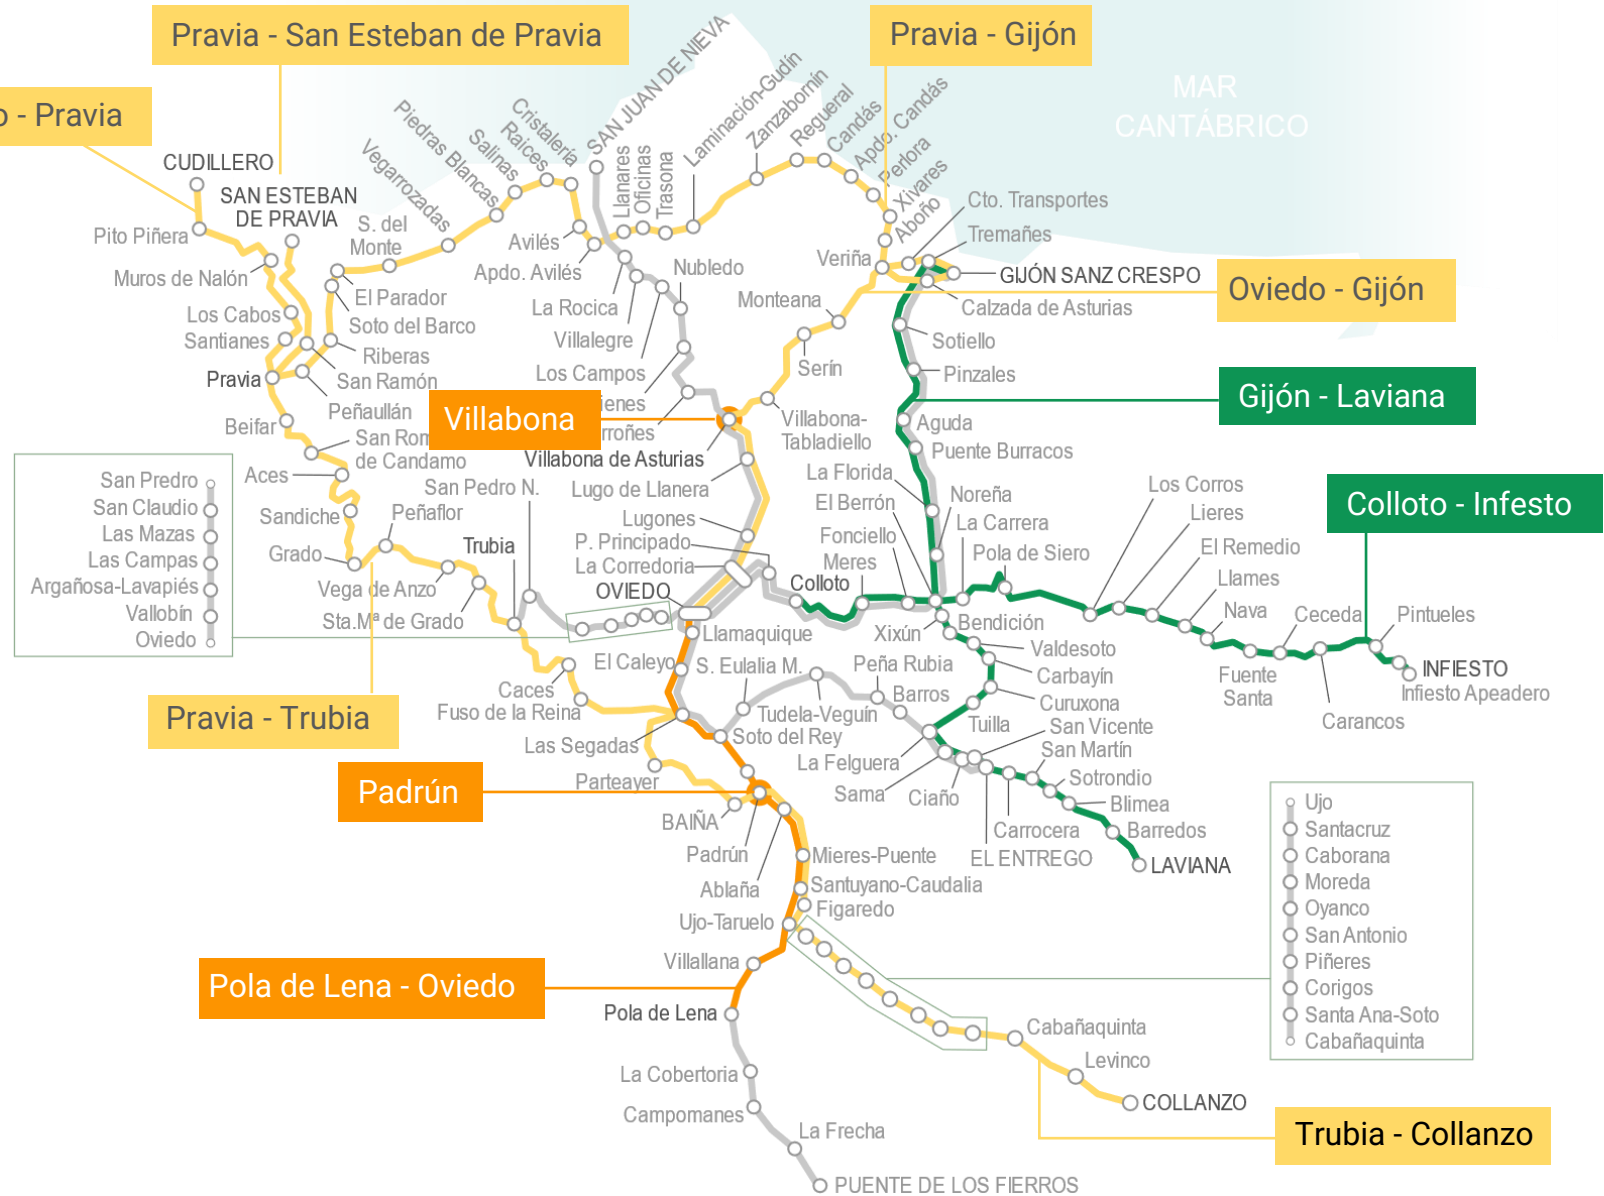 Pravia - San Esteban de Pravia
Pravia - Gijón
o - Pravia
MAR
CANTÁBRICO
CUDILLERO
SAN ESTEBAN
DE PRAVIA
Pito Piñera
Muros de Nalón
Los Cabos
Santianes
Pravia
Beifar
Aces
Sandiche
Grado
S. del
Monte
El Parador
Soto del Barco
Riberas
San Ramón
Peñaullán
San Rom
de Candamo
Vegarrozadas
Piedras Blancas
Salinas
Raices
Cristalería
SAN JUAN DE NIEVA
Avilés
Apdo. Avilés
Llanares
Oficinas
Trasona
Laminación-Gudín
Zanzabornín
Regueral
Candás
Apdo. Candás
Perlora
Xivares
Aboño
Veriña
Cto. Transportes
Tremañes
GIJÓN SANZ CRESPO
Calzada de Asturias
Oviedo - Gijón
Nubledo
La Rocica
Villalegre
Los Campos
ienes
rroñes
Monteana
Serín
Villabona-
Tabladiello
Villabona
Villabona de Asturias
Lugo de Llanera
Lugones
P. Principado
La Corredoria
OVIEDO
Sotiello
Pinzales
Aguda
Puente Burracos
La Florida
El Berrón
Fonciello
Meres
Colloto
Noreña
La Carrera
Pola de Siero
Gijón - Laviana
Colloto - Infesto
Los Corros
Lieres
El Remedio
Llames
Nava
Ceceda
Pintueles
Fuente
Santa
Carancos
INFIESTO
Infiesto Apeadero
San Predro
San Claudio
Las Mazas
Las Campas
Argañosa-Lavapiés
Vallobín
Oviedo
San Pedro N.
Peñaflor
Trubia
Vega de Anzo
Sta.Mª de Grado
Caces
Fuso de la Reina
Las Segadas
Parteayer
BAIÑA
Pravia - Trubia
Llamaquique
El Caleyo
S. Eulalia M.
Tudela-Veguín
Soto del Rey
Peña Rubia
Barros
Xixún
Bendición
Valdesoto
Carbayín
Curuxona
Tuilla
La Felguera
Sama
Ciaño
San Vicente
San Martín
Sotrondio
Blimea
Barredos
LAVIANA
Carrocera
EL ENTREGO
Padrún
Padrún
Ablaña
Mieres-Puente
Santuyano-Caudalia
Figaredo
Ujo-Taruelo
Villallana
Pola de Lena - Oviedo
Pola de Lena
La Cobertoria
Campomanes
La Frecha
PUENTE DE LOS FIERROS
Ujo
Santacruz
Caborana
Moreda
Oyanco
San Antonio
Piñeres
Corigos
Santa Ana-Soto
Cabañaquinta
Cabañaquinta
Levinco
COLLANZO
Trubia - Collanzo